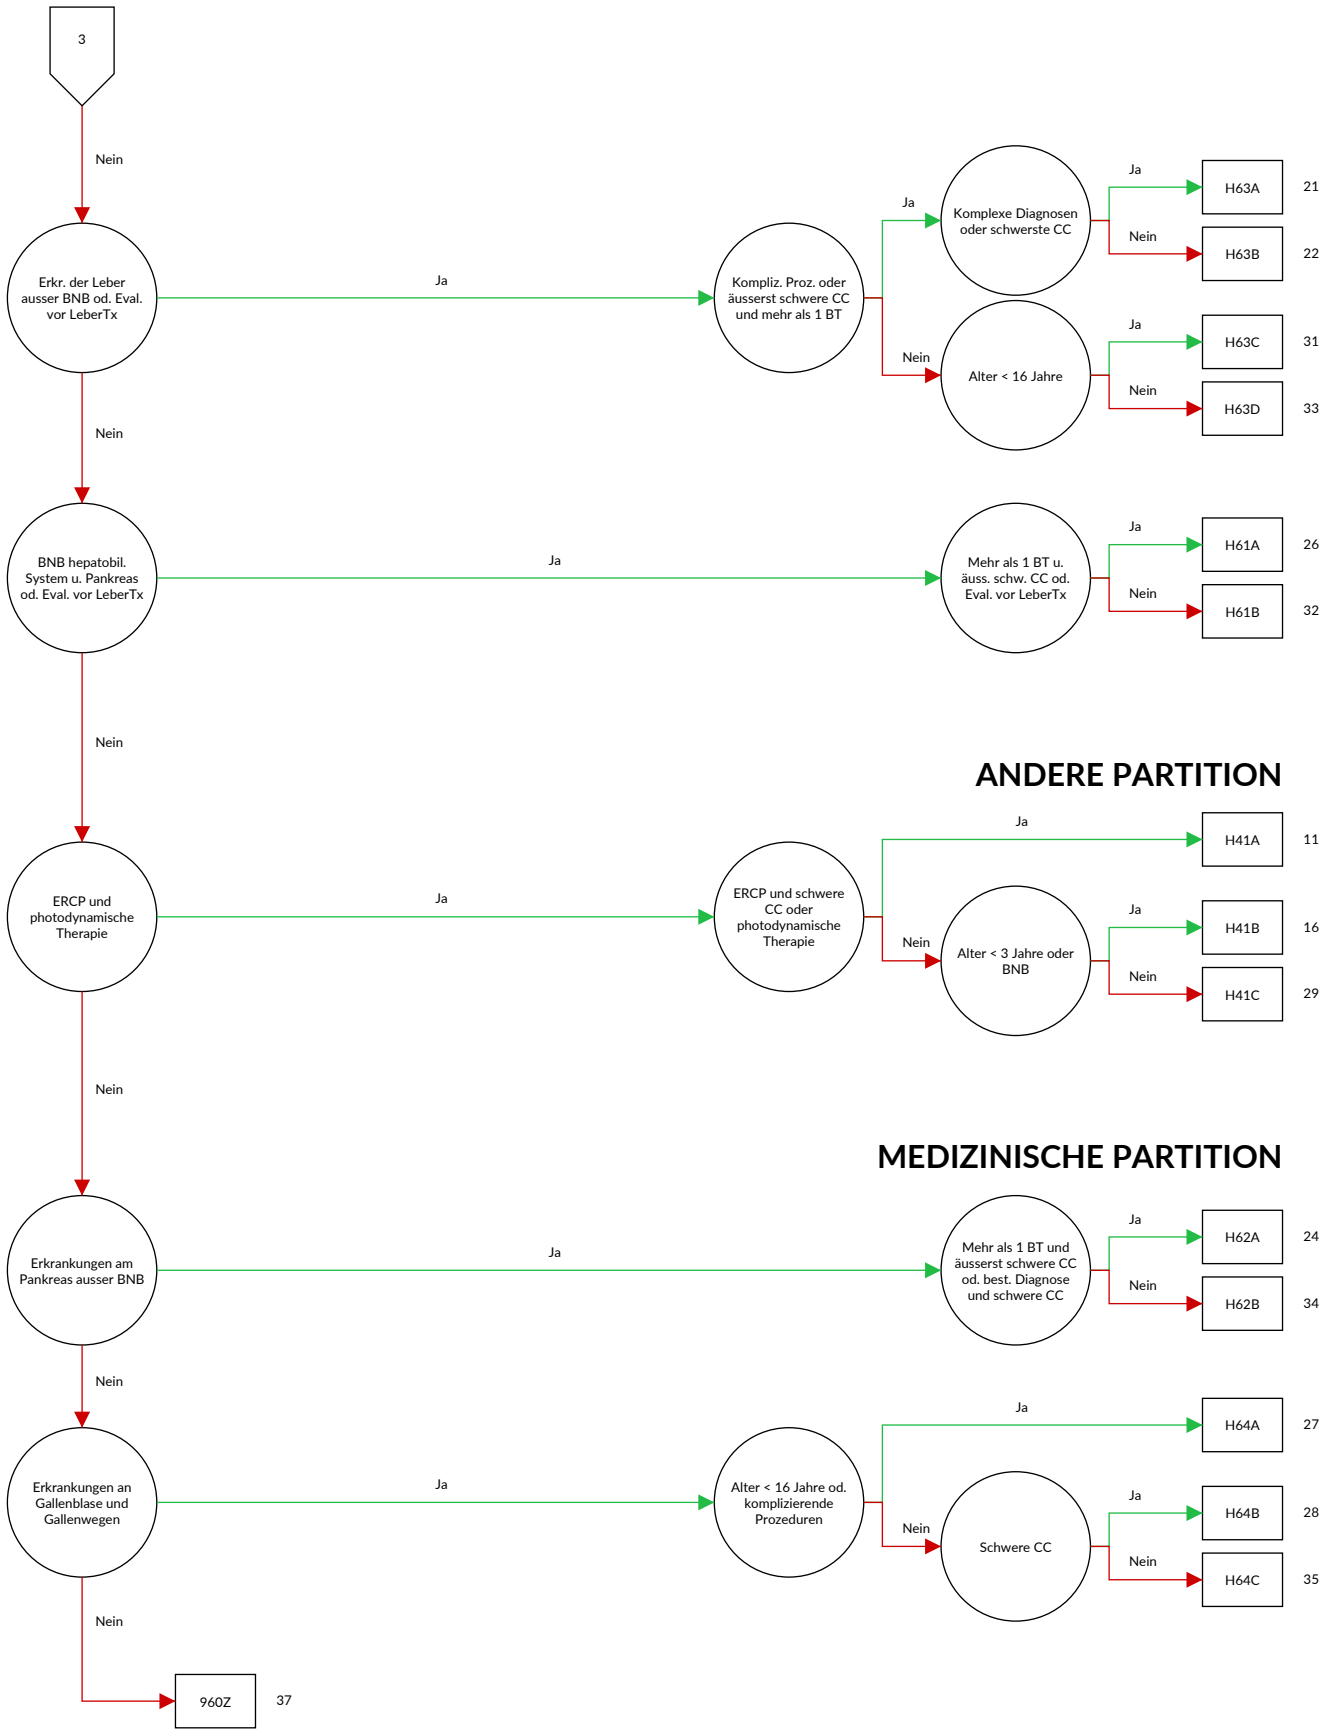 3
Nein
Erkr. der Leber
ausser BNB od. Eval.
vor LeberTx
Ja
Kompliz. Proz. oder
äusserst schwere CC
und mehr als 1 BT
Ja
Komplexe Diagnosen
oder schwerste CC
Ja
H63A
21
Nein
H63B
22
Nein
Alter < 16 Jahre
Ja
H63C
31
Nein
H63D
33
Nein
BNB hepatobil.
System u. Pankreas
od. Eval. vor LeberTx
Ja
Mehr als 1 BT u.
äuss. schw. CC od.
Eval. vor LeberTx
Ja
H61A
26
Nein
H61B
32
Nein
ANDERE PARTITION
ERCP und
photodynamische
Therapie
Ja
ERCP und schwere
CC oder
photodynamische
Therapie
Ja
H41A
11
Nein
Alter < 3 Jahre oder
BNB
Ja
H41B
16
Nein
H41C
29
Nein
MEDIZINISCHE PARTITION
Erkrankungen am
Pankreas ausser BNB
Ja
Mehr als 1 BT und
äusserst schwere CC
od. best. Diagnose
und schwere CC
Ja
H62A
24
Nein
H62B
34
Nein
Erkrankungen an
Gallenblase und
Gallenwegen
Ja
Alter < 16 Jahre od.
komplizierende
Prozeduren
Ja
H64A
27
Nein
Schwere CC
Ja
H64B
28
Nein
H64C
35
Nein
960Z
37